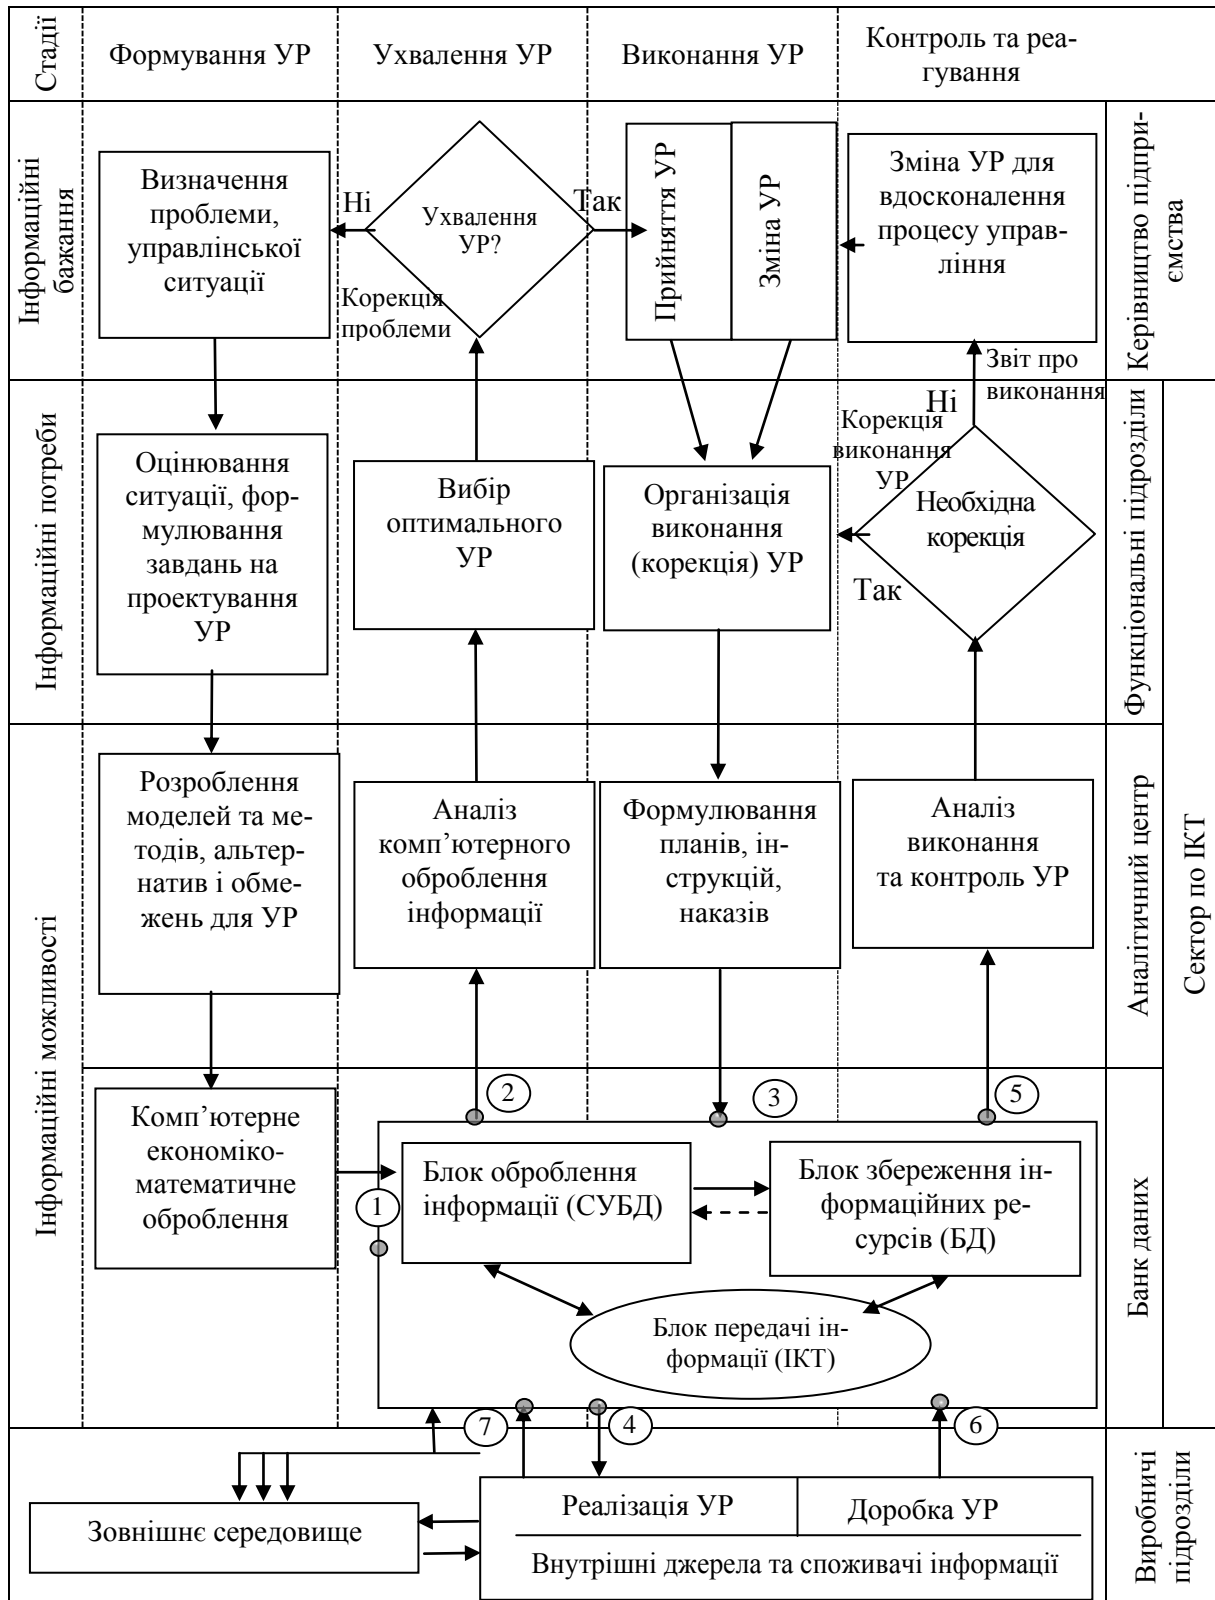 Стадії
Формування УР
Ухвалення УР
Виконання УР
Контроль та реа-
гування
Інформаційні
бажання
Визначення
проблеми,
управлінської
ситуації
Ні
Ухвалення
УР?
Так
Корекція
проблеми
Прийняття УР
Зміна УР
Зміна УР для
вдосконалення
процесу управ-
ління
Керівництво підпри-
ємства
Звіт про
виконання
Ні
Інформаційні потреби
Оцінювання
ситуації, фор-
мулювання
завдань на
проектування
УР
Вибір
оптимального
УР
Організація
виконання
(корекція) УР
Корекція
виконання
УР
Необхідна
корекція
Так
Функціональні підрозділи
Інформаційні можливості
Розроблення
моделей та ме-
тодів, альтер-
натив і обме-
жень для УР
Аналіз
комп’ютерного
оброблення
інформації
Формулювання
планів, ін-
струкцій,
наказів
Аналіз
виконання
та контроль УР
Аналітичний центр
Сектор по ІКТ
2
3
5
Комп’ютерне
економіко-
математичне
оброблення
1
Блок оброблення
інформації (СУБД)
Блок збереження ін-
формаційних ре-
сурсів (БД)
Блок передачі ін-
формації (ІКТ)
Банк даних
7
4
6
Зовнішнє середовище
Реалізація УР
Доробка УР
Внутрішні джерела та споживачі інформації
Виробничі
підрозділи